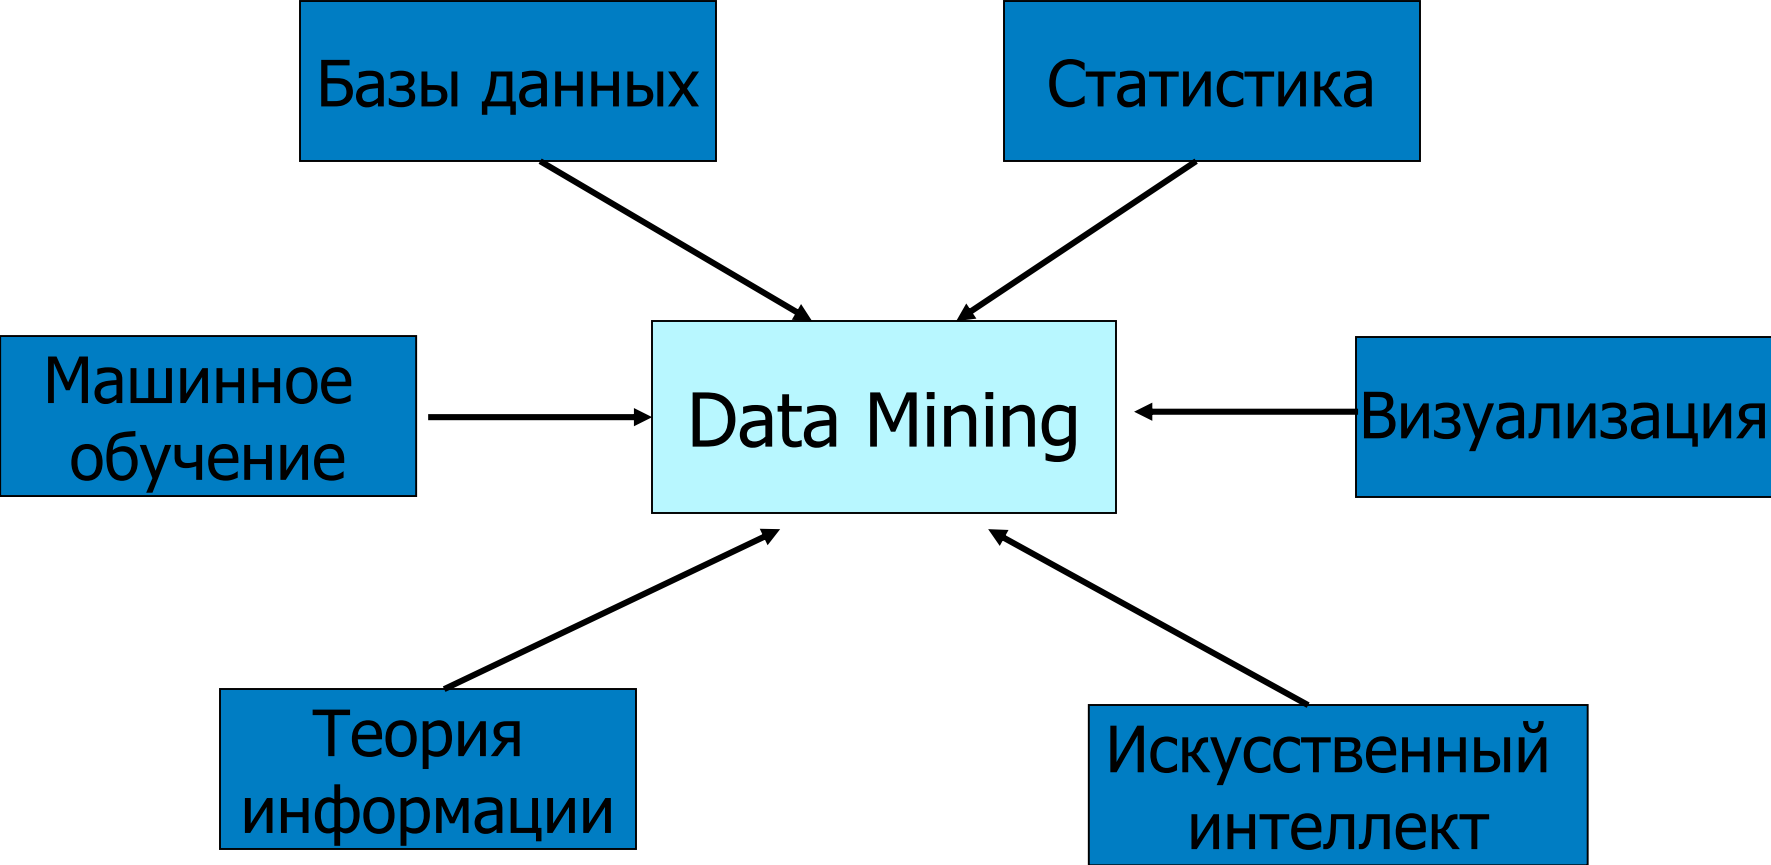 Базы данных
Статистика
Машинное
обучение
Data Mining
Визуализация
Теория
информации
Искусственный
интеллект